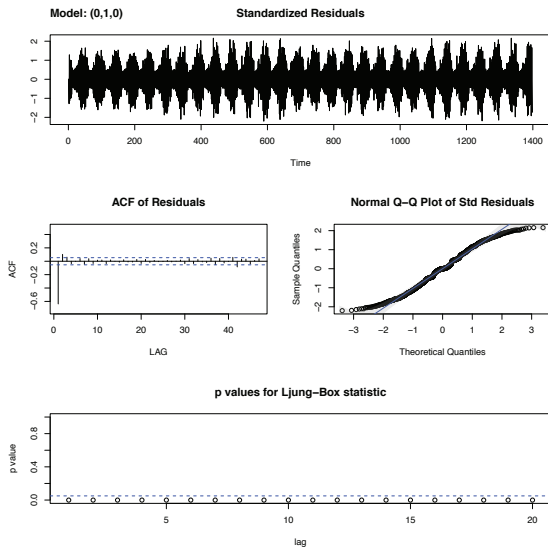 Model: (0,1,0) Standardized Residuals
2
1
0
−1
−2
0 200 400 600 800 1000 1200 1400
Time
ACF of Residuals
ACF
0.2
−0.2
−0.6
0 10 20 30 40
LAG
Normal Q−Q Plot of Std Residuals
Sample Quantiles
2
1
0
−1
−2
−3 −2 −1 0 1 2 3
Theoretical Quantiles
p values for Ljung−Box statistic
p value
0.8
0.4
0.0
5 10 15 20
lag